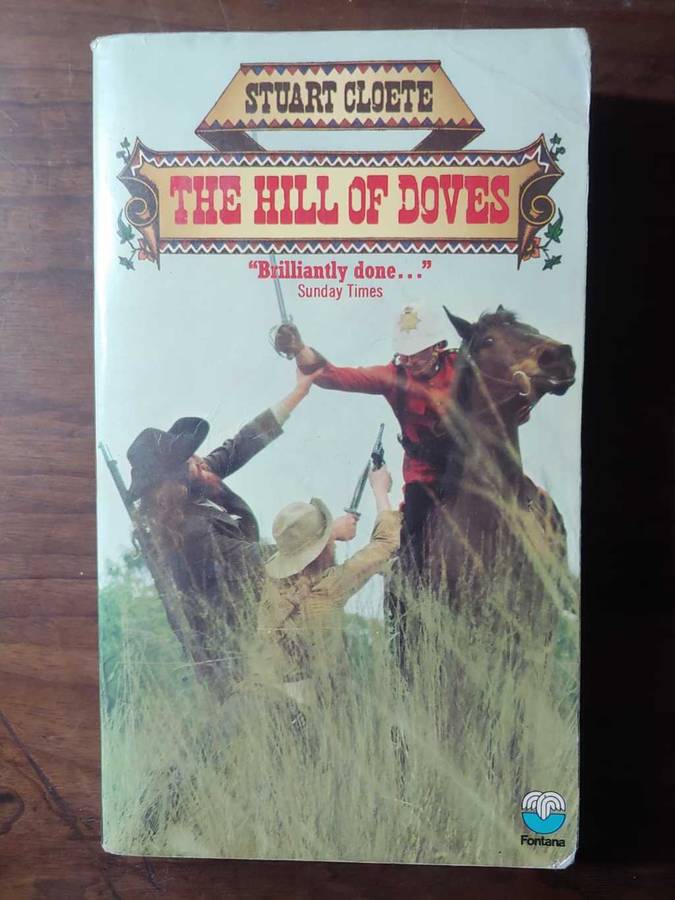 STUART CLOETE
THE HILL OF DOVES
“Brilliantly done...”
Sunday Times
Fontana